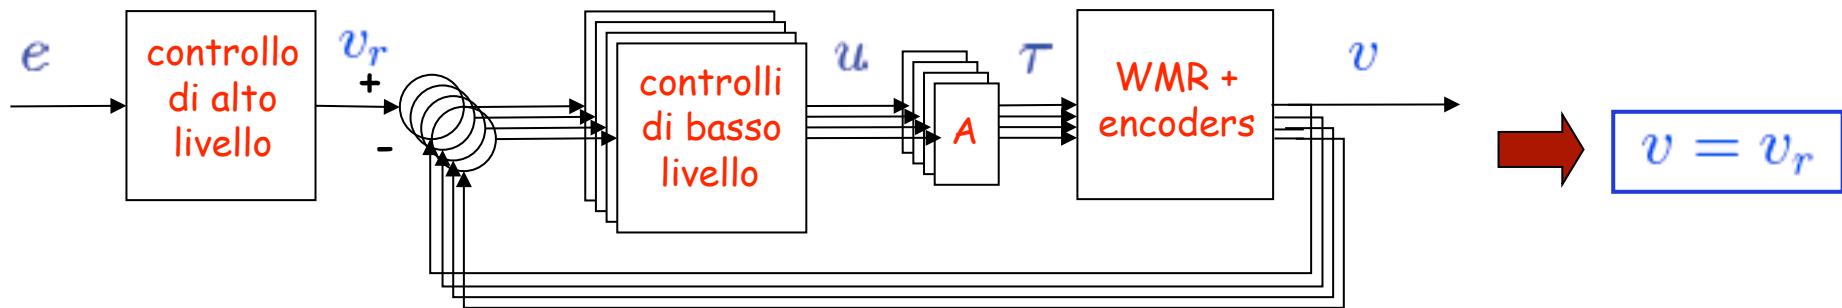 e
controllo
di alto
livello
v_r
+
-
controlli
di basso
livello
u
A
τ
WMR +
encoders
v
v = v_r